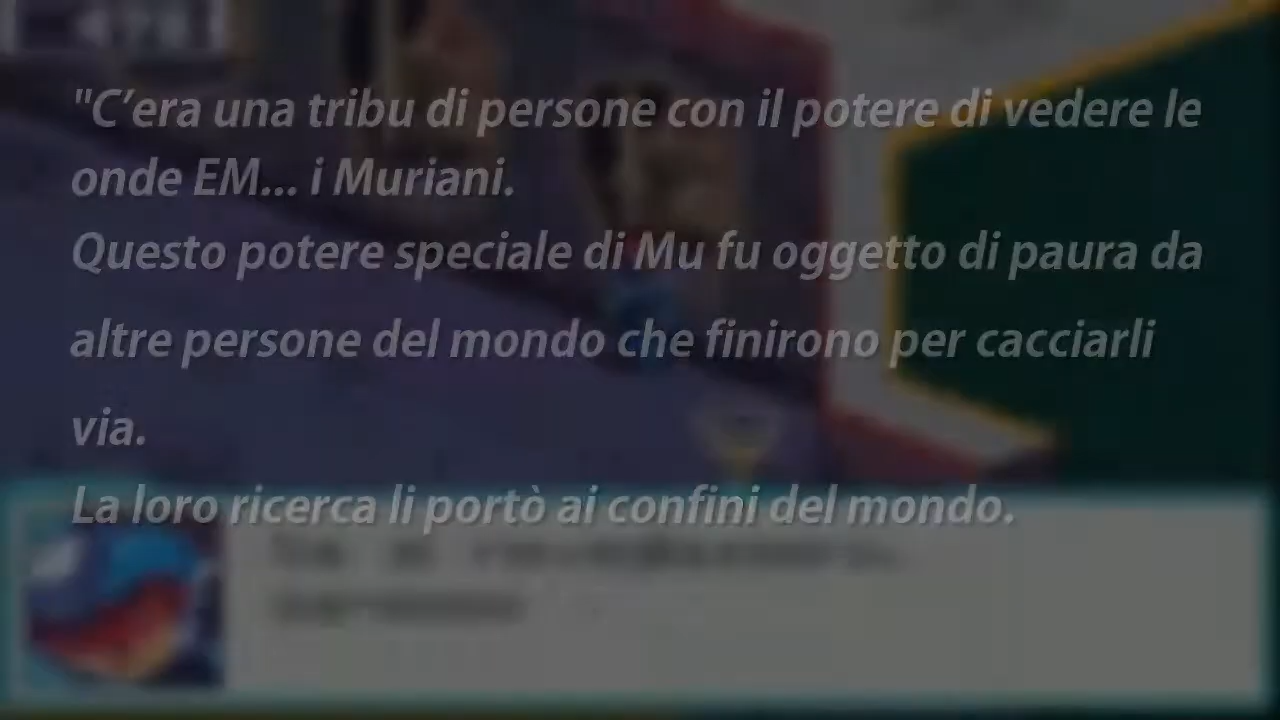 "C’era una tribu di persone con il potere di vedere le
onde EM... i Muriani.
Questo potere speciale di Mu fu oggetto di paura da
altre persone del mondo che finirono per cacciarli
via.
La loro ricerca li portò ai confini del mondo.